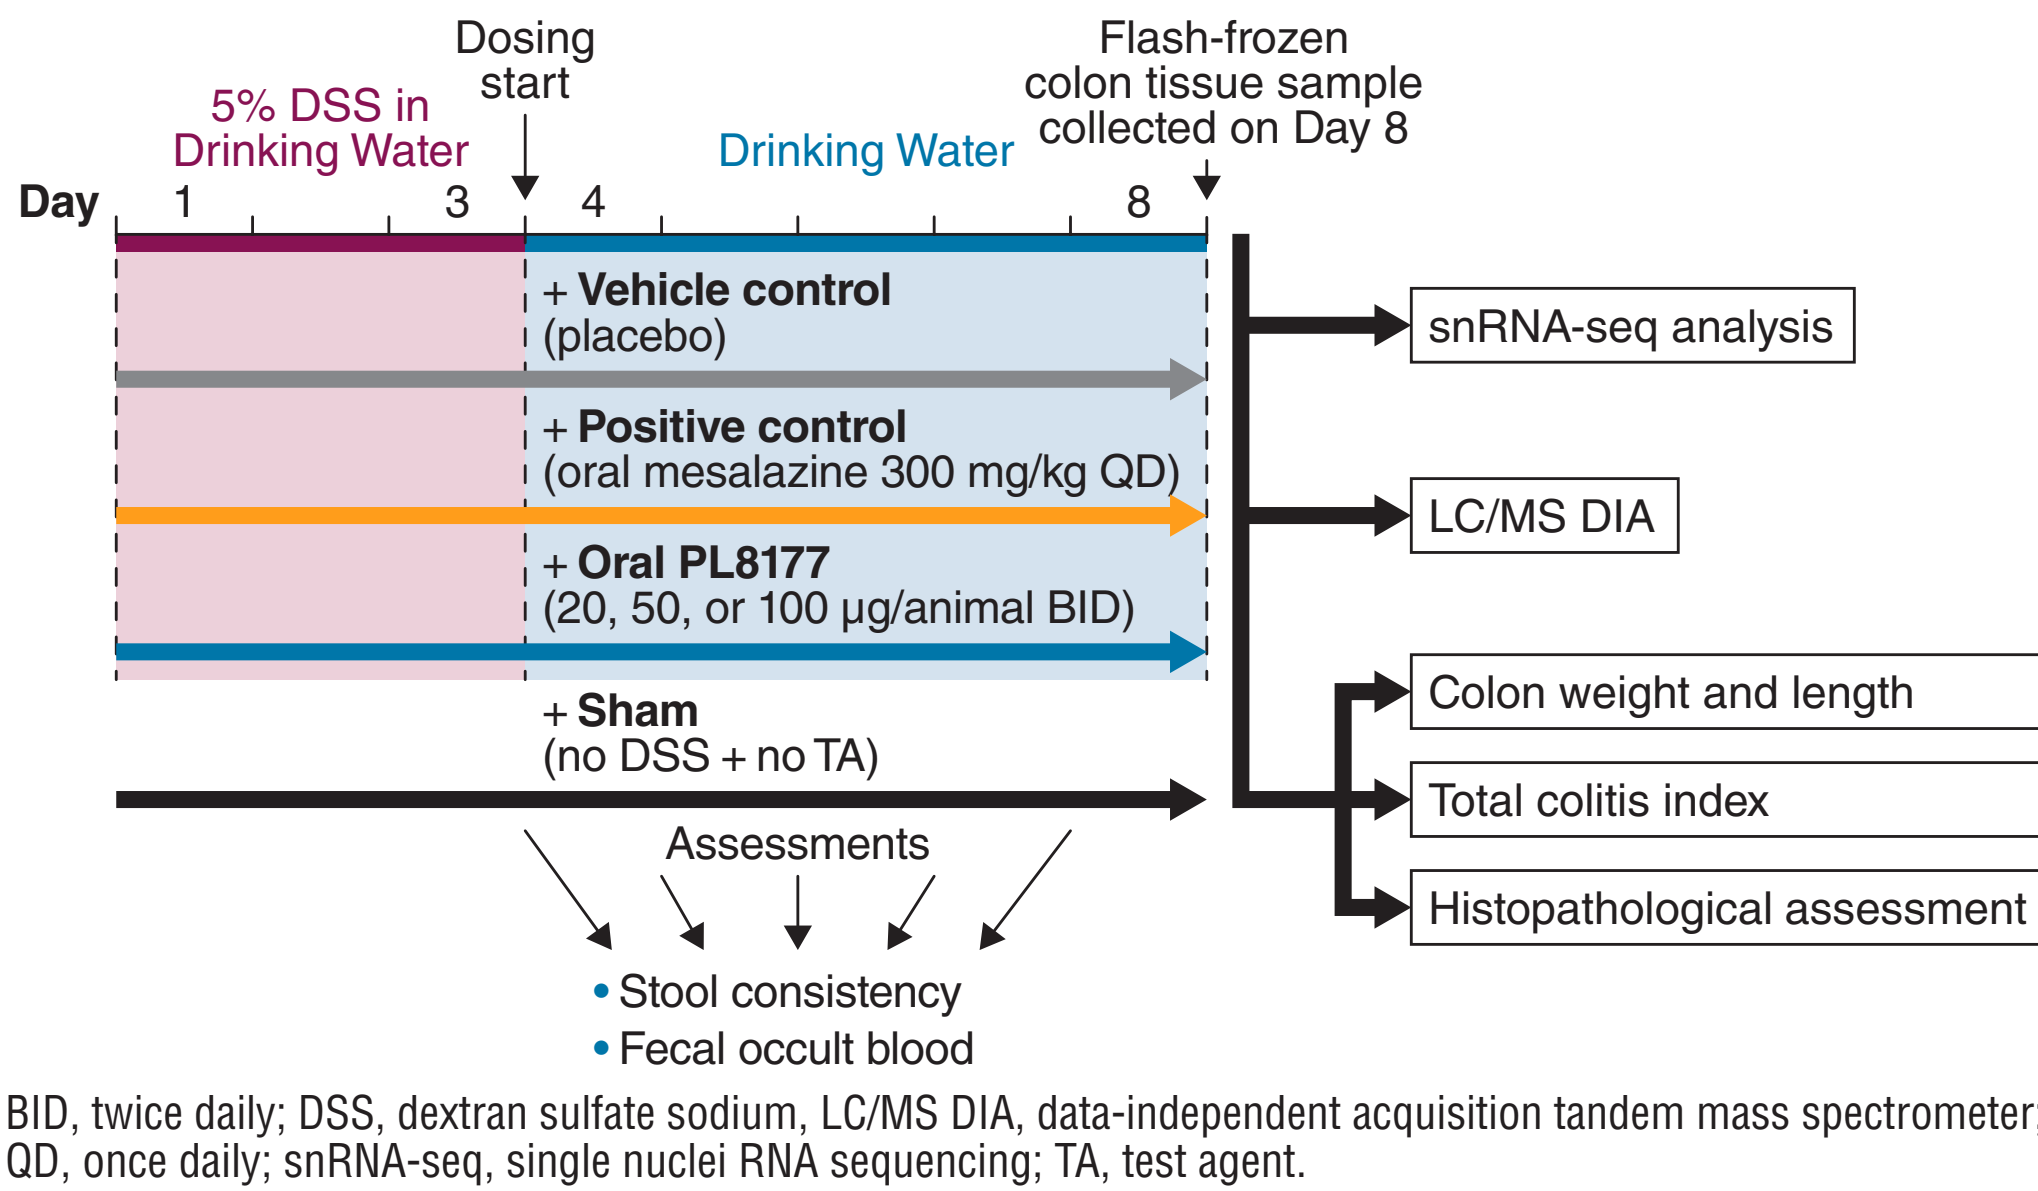 Dosing
start
Flash-frozen
colon tissue sample
collected on Day 8
5% DSS in
Drinking Water
Drinking Water
Day 1 3 4 8
+ Vehicle control
(placebo)
+ Positive control
(oral mesalazine 300 mg/kg QD)
+ Oral PL8177
(20, 50, or 100 µg/animal BID)
+ Sham
(no DSS + no TA)
Assessments
• Stool consistency
• Fecal occult blood
snRNA-seq analysis
LC/MS DIA
Colon weight and length
Total colitis index
Histopathological assessment
BID, twice daily; DSS, dextran sulfate sodium, LC/MS DIA, data-independent acquisition tandem mass spectrometer;
QD, once daily; snRNA-seq, single nuclei RNA sequencing; TA, test agent.